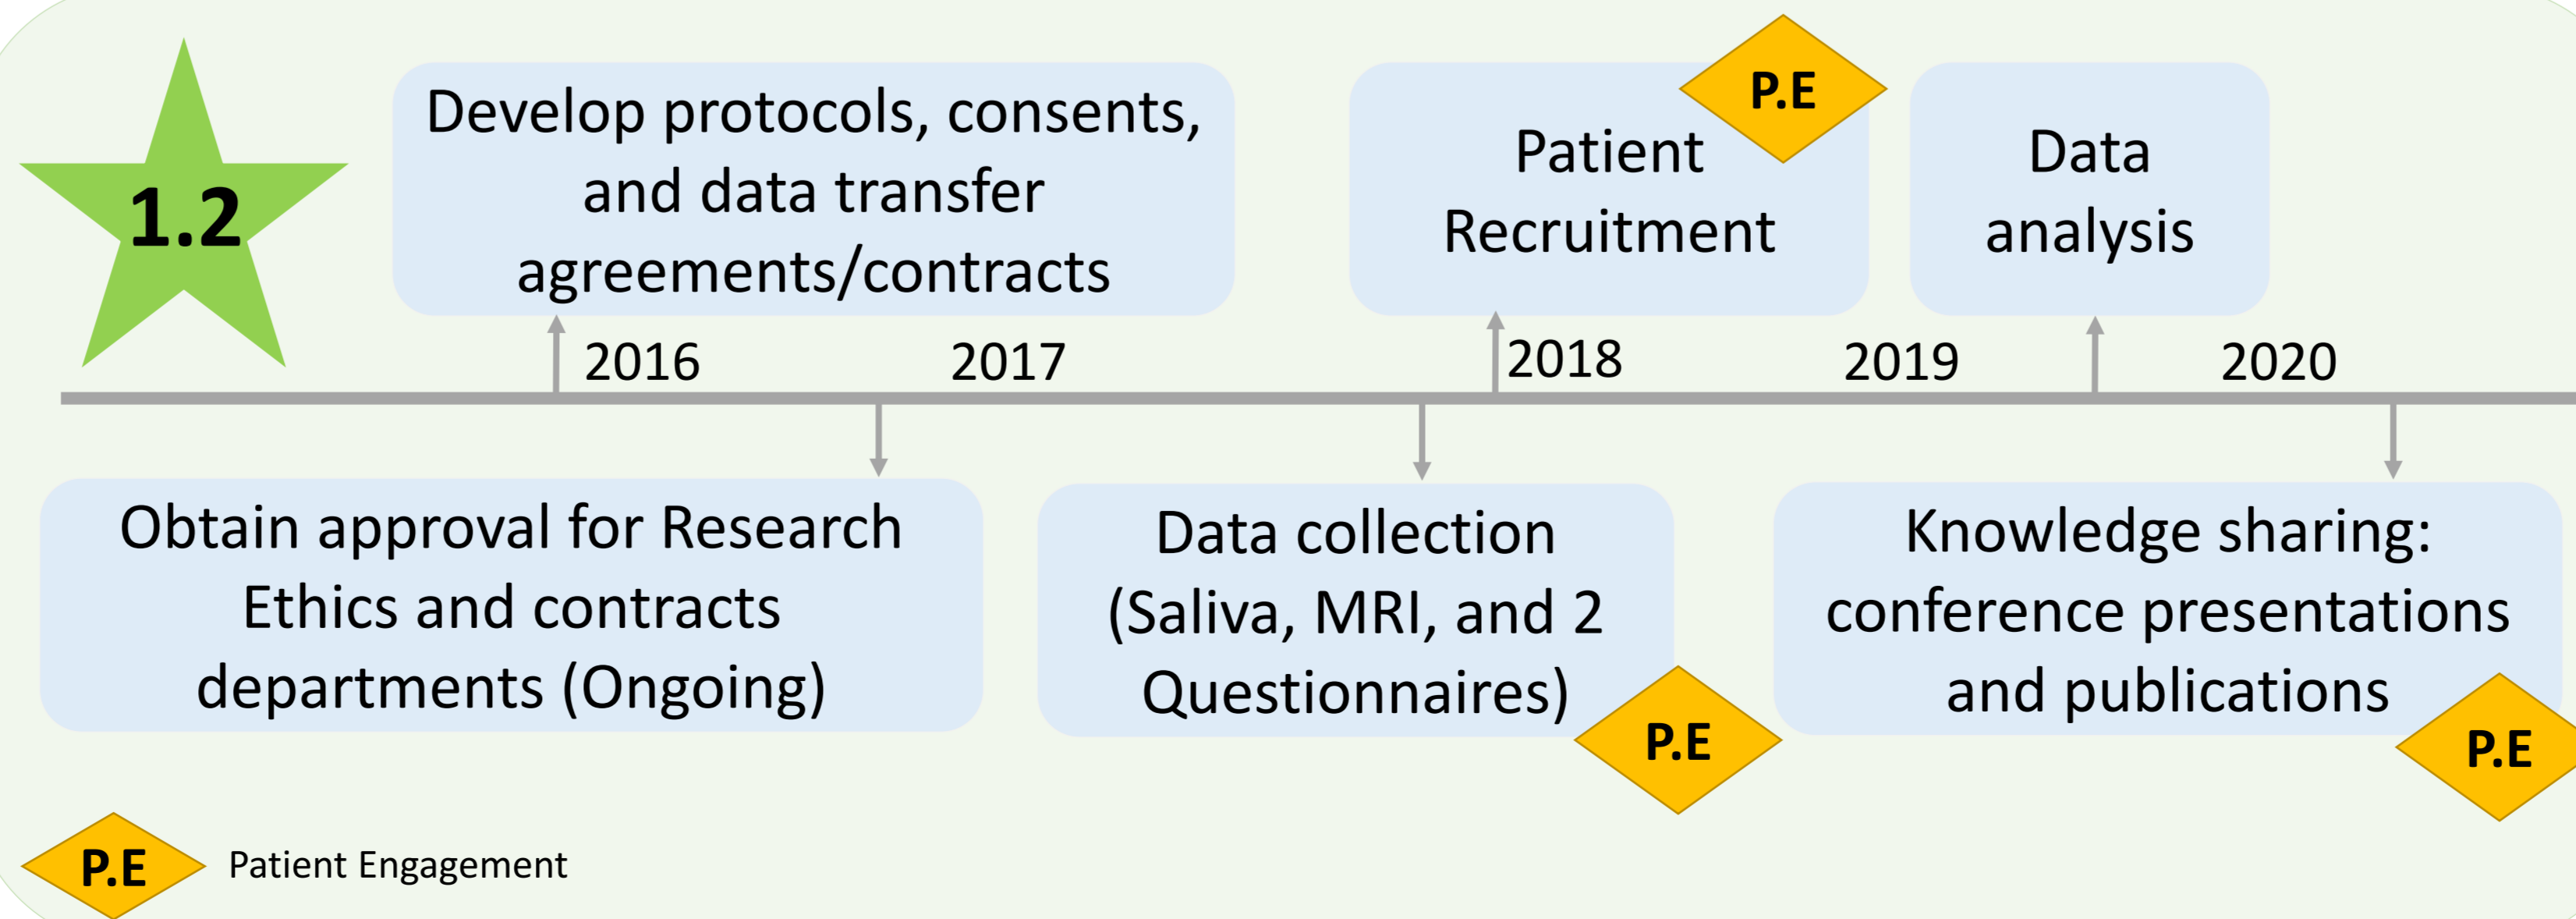 1.2
Develop protocols, consents,
and data transfer
agreements/contracts
P.E
Patient
Recruitment
Data
analysis
2016
2017
2018
2019
2020
Obtain approval for Research
Ethics and contracts
departments (Ongoing)
Data collection
(Saliva, MRI, and 2
Questionnaires)
P.E
Knowledge sharing:
conference presentations
and publications
P.E
P.E Patient Engagement